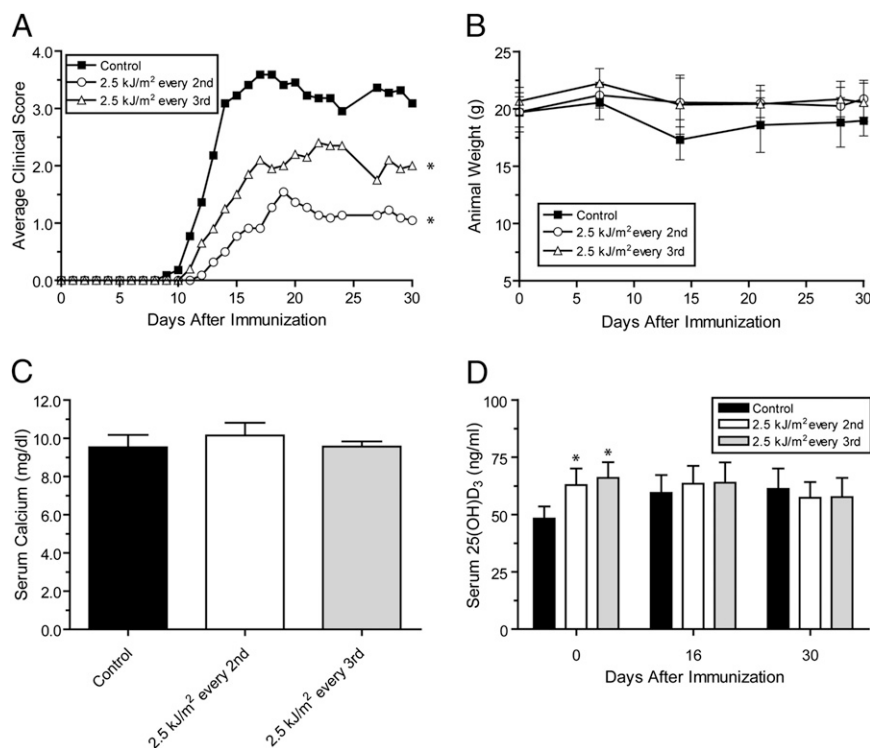 A
Average Clinical Score
4.0
3.0
2.0
1.0
0.0
Control
2.5 kJ/m² every 2nd
2.5 kJ/m² every 3rd
*
*
0 5 10 15 20 25 30
Days After Immunization
B
Animal Weight (g)
25
20
15
10
5
Control
2.5 kJ/m² every 2nd
2.5 kJ/m² every 3rd
0 5 10 15 20 25 30
Days After Immunization
C
Serum Calcium (mg/dl)
12.0
10.0
8.0
6.0
4.0
2.0
0.0
Control
2.5 kJ/m² every 2nd
2.5 kJ/m² every 3rd
D
Serum 25(OH)D₃ (ng/ml)
100
75
50
25
0
Control
2.5 kJ/m² every 2nd
2.5 kJ/m² every 3rd
* *
0 16 30
Days After Immunization